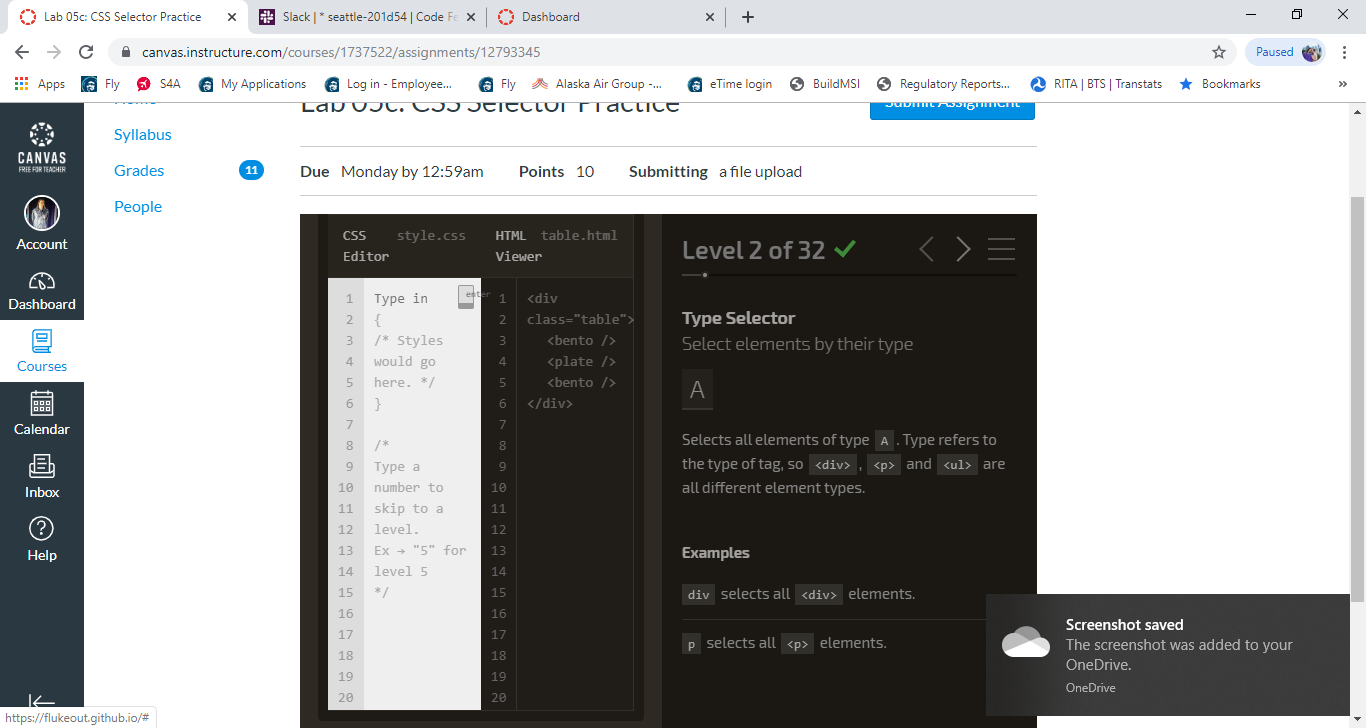 Lab 05c: CSS Selector Practice
Slack | * seattle-201d54 | Code Fe
Dashboard
canvas.instructure.com/courses/1737522/assignments/12793345
Paused
Apps
Fly
S4A
My Applications
Log in - Employee...
Fly
Alaska Air Group -...
eTime login
BuildMSI
Regulatory Reports...
RITA | BTS | Transtats
Bookmarks
»
CANVAS
FREE FOR TEACHER
Account
Dashboard
Courses
Calendar
Inbox
Help
Home
Syllabus
Grades 11
People
Lab 05c: CSS Selector Practice
Submit Assignment
Due Monday by 12:59am Points 10 Submitting a file upload
CSS Editor style.css
HTML Viewer table.html
1 Type in
2 {
3 /* Styles
4 would go
5 here. */
6 }
7
8 /*
9 Type a
10 number to
11 skip to a
12 level.
13 Ex → "5" for
14 level 5
15 */
16
17
18
19
20
enter
1 <div
2 class="table">
3 <bento />
4 <plate />
5 <bento />
6 </div>
7
8
9
10
11
12
13
14
15
16
17
18
19
20
Level 2 of 32
Type Selector
Select elements by their type
A
Selects all elements of type A . Type refers to
the type of tag, so <div> , <p> and <ul> are
all different element types.
Examples
div selects all <div> elements.
p selects all <p> elements.
Screenshot saved
The screenshot was added to your
OneDrive.
OneDrive
https://flukeout.github.io/#